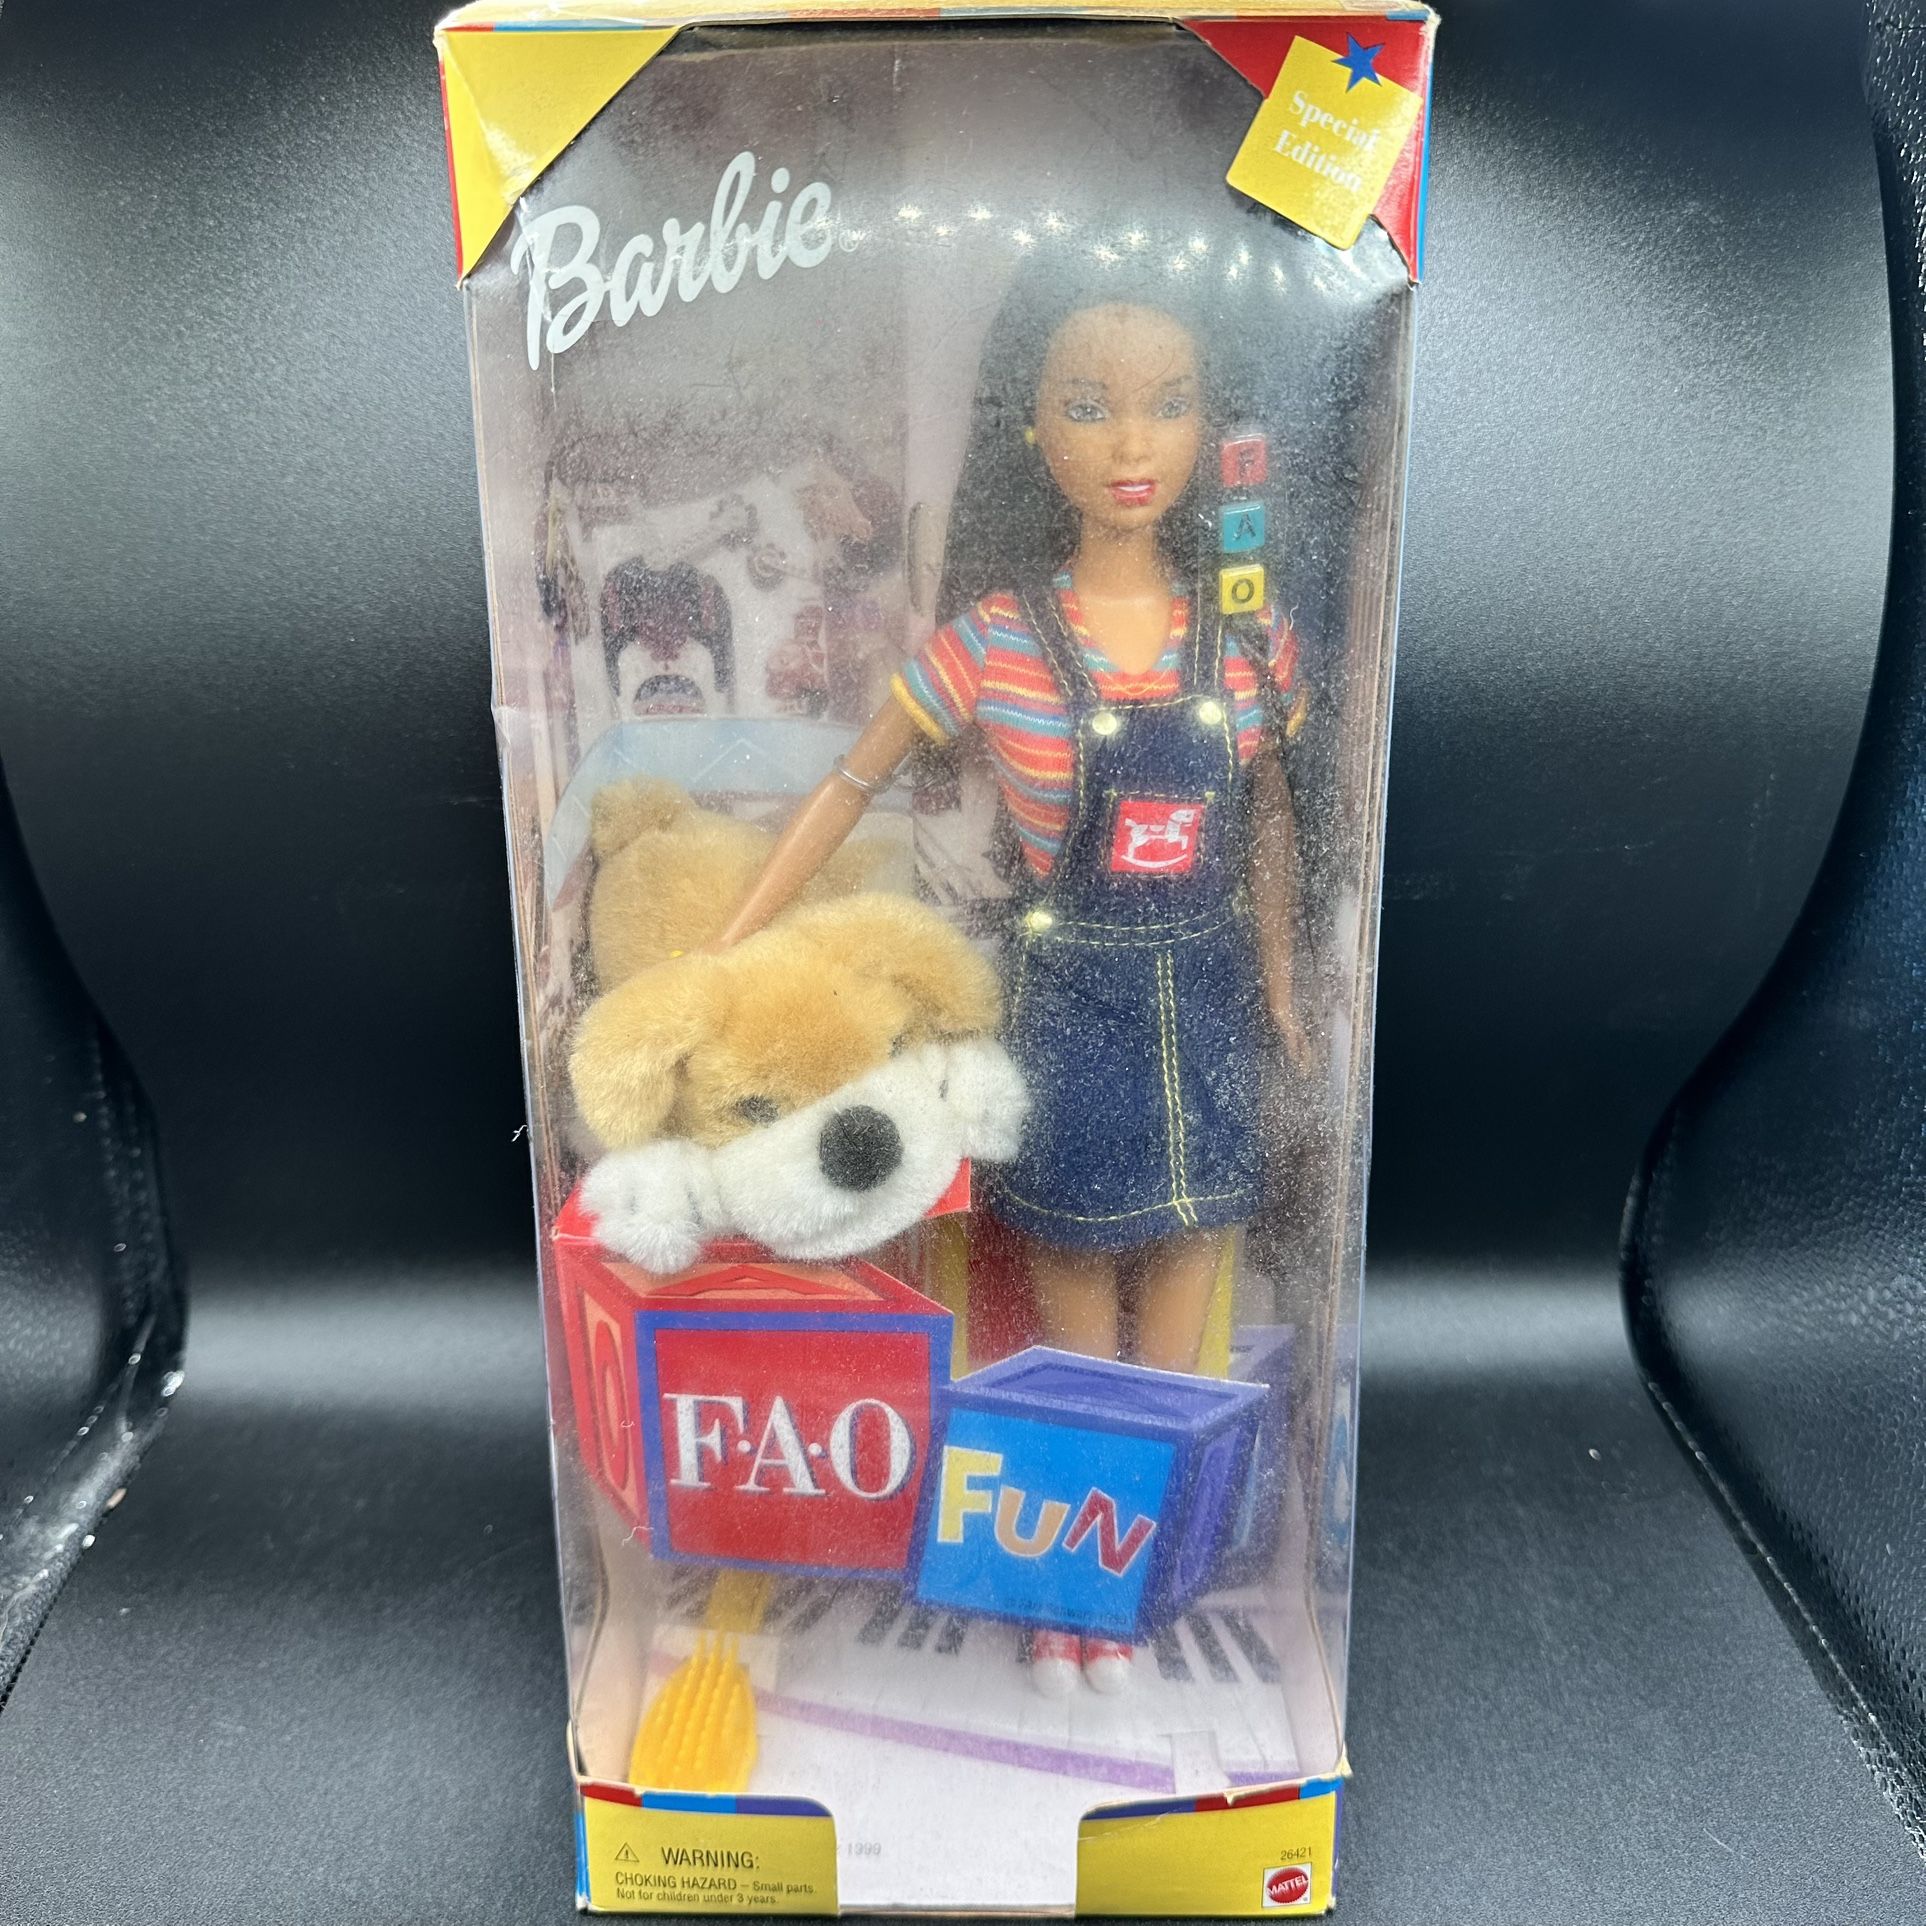 Special
Edition
Barbie®
F
A
O
F·A·O
FUN
1999
WARNING:
CHOKING HAZARD – Small parts.
Not for children under 3 years.
26421
MATTEL